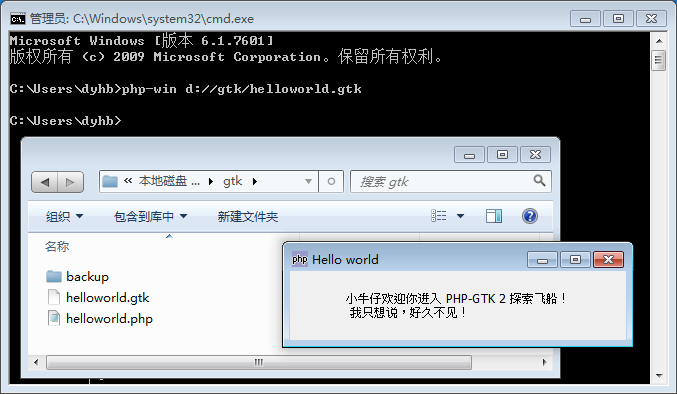 管理员: C:\Windows\system32\cmd.exe
Microsoft Windows [版本 6.1.7601]
版权所有 (c) 2009 Microsoft Corporation。保留所有权利。
C:\Users\dyhb>php-win d://gtk/helloworld.gtk
C:\Users\dyhb>
« 本地磁盘 ... gtk
搜索 gtk
组织 包含到库中 新建文件夹
名称
backup
helloworld.gtk
helloworld.php
php Hello world
小牛仔欢迎你进入 PHP-GTK 2 探索飞船！
我只想说，好久不见！